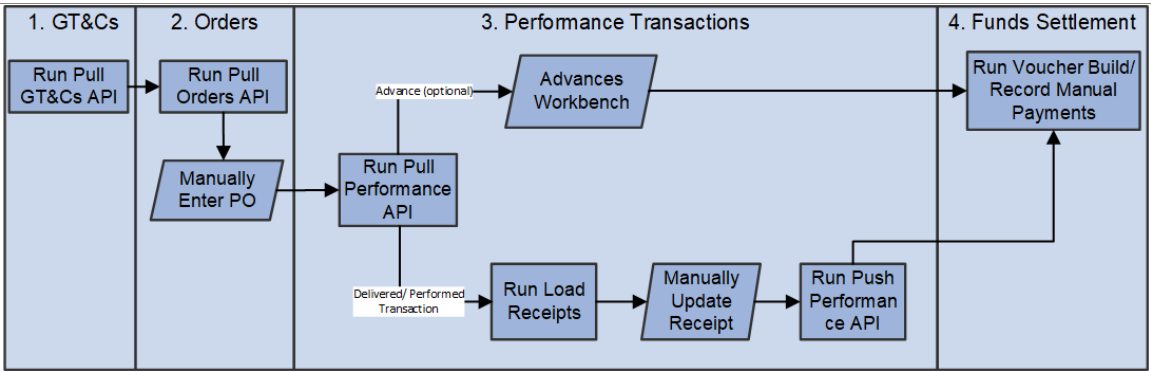 1. GT&Cs
2. Orders
3. Performance Transactions
4. Funds Settlement
Run Pull
GT&Cs API
Run Pull
Orders API
Manually
Enter PO
Run Pull
Performance
API
Advance (optional)
Advances
Workbench
Delivered/ Performed
Transaction
Run Load
Receipts
Manually
Update
Receipt
Run Push
Performan
ce API
Run Voucher Build/
Record Manual
Payments